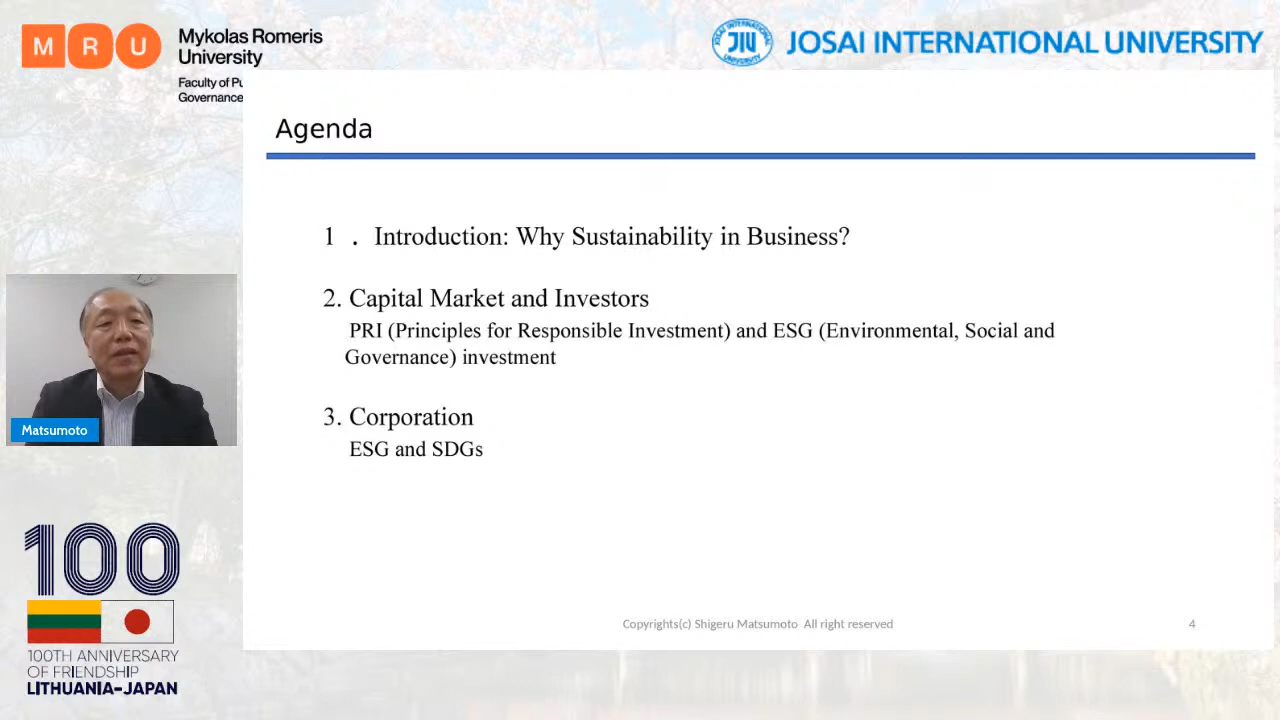 MRU
Mykolas Romeris
University
Faculty of Pu
Governance
JIU
JOSAI INTERNATIONAL UNIVERSITY
Agenda
1 ． Introduction: Why Sustainability in Business?
2. Capital Market and Investors
PRI (Principles for Responsible Investment) and ESG (Environmental, Social and
Governance) investment
3. Corporation
ESG and SDGs
Matsumoto
100
100TH ANNIVERSARY
OF FRIENDSHIP
LITHUANIA–JAPAN
Copyrights(c) Shigeru Matsumoto All right reserved
4